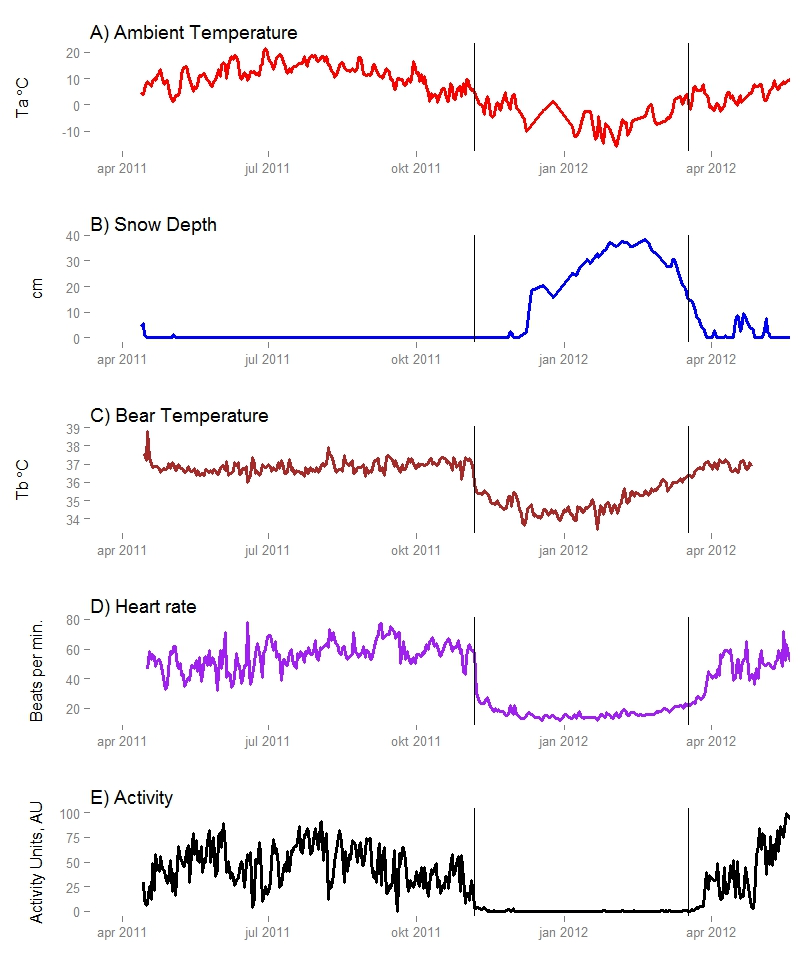 A) Ambient Temperature
Ta °C
20
10
0
-10
apr 2011 jul 2011 okt 2011 jan 2012 apr 2012
B) Snow Depth
cm
40
30
20
10
0
apr 2011 jul 2011 okt 2011 jan 2012 apr 2012
C) Bear Temperature
Tb °C
39
38
37
36
35
34
apr 2011 jul 2011 okt 2011 jan 2012 apr 2012
D) Heart rate
Beats per min.
80
60
40
20
apr 2011 jul 2011 okt 2011 jan 2012 apr 2012
E) Activity
Activity Units, AU
100
75
50
25
0
apr 2011 jul 2011 okt 2011 jan 2012 apr 2012